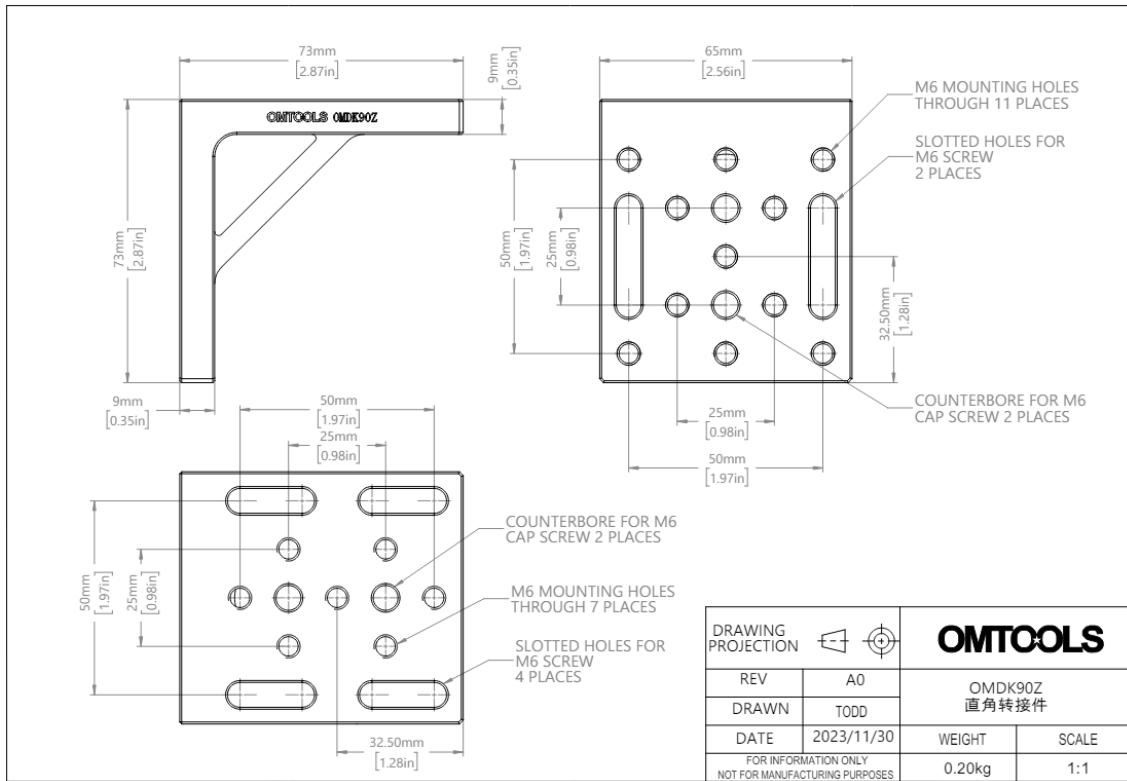 73mm
[2.87in]
9mm
[0.35in]
73mm
[2.87in]
9mm
[0.35in]
OMTOOLS OMDK90Z
65mm
[2.56in]
50mm
[1.97in]
25mm
[0.98in]
32.50mm
[1.28in]
25mm
[0.98in]
50mm
[1.97in]
M6 MOUNTING HOLES
THROUGH 11 PLACES
SLOTTED HOLES FOR
M6 SCREW
2 PLACES
COUNTERBORE FOR M6
CAP SCREW 2 PLACES
50mm
[1.97in]
25mm
[0.98in]
50mm
[1.97in]
25mm
[0.98in]
32.50mm
[1.28in]
COUNTERBORE FOR M6
CAP SCREW 2 PLACES
M6 MOUNTING HOLES
THROUGH 7 PLACES
SLOTTED HOLES FOR
M6 SCREW
4 PLACES
DRAWING
PROJECTION
OMTOOLS
REV
A0
OMDK90Z
直角转接件
DRAWN
TODD
DATE
2023/11/30
WEIGHT
SCALE
FOR INFORMATION ONLY
NOT FOR MANUFACTURING PURPOSES
0.20kg
1:1